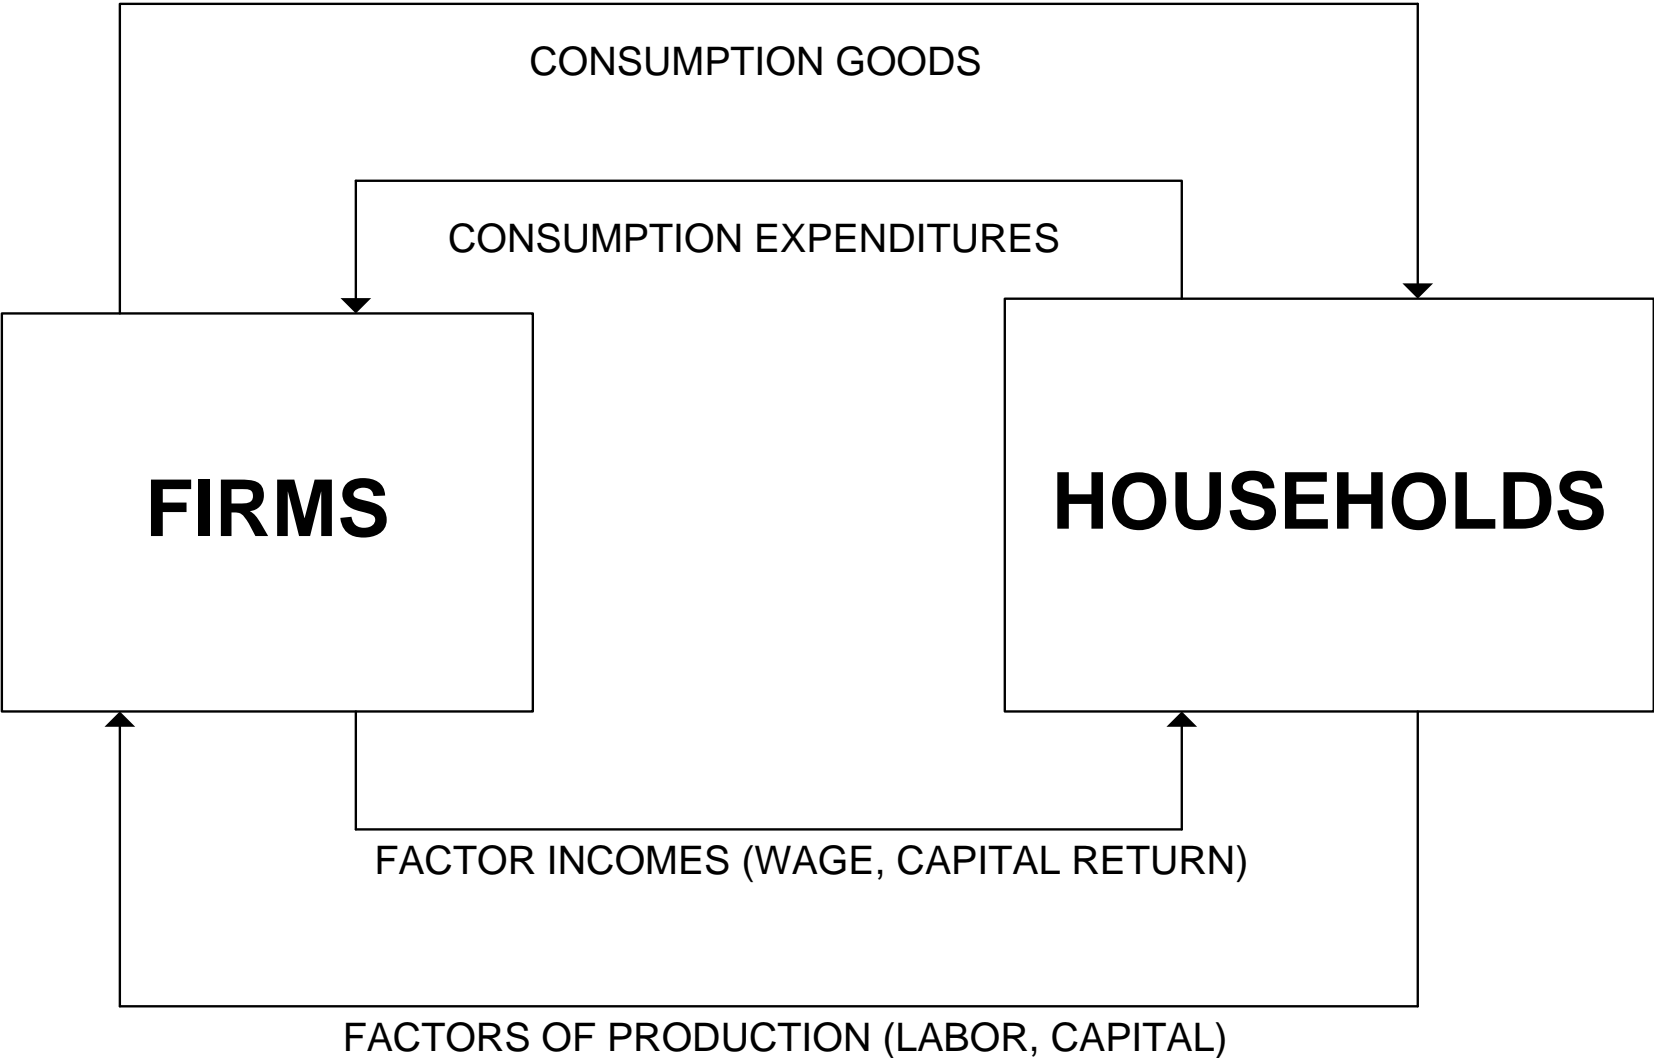 CONSUMPTION GOODS
CONSUMPTION EXPENDITURES
FIRMS
HOUSEHOLDS
FACTOR INCOMES (WAGE, CAPITAL RETURN)
FACTORS OF PRODUCTION (LABOR, CAPITAL)